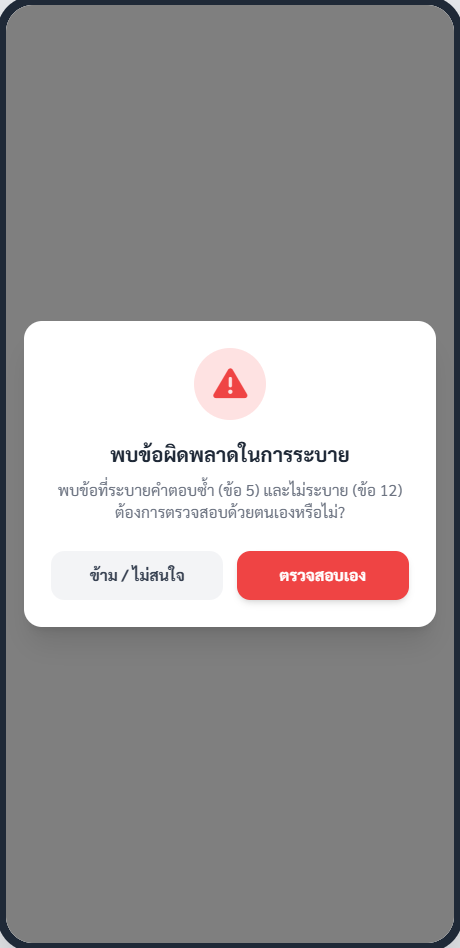 พบข้อผิดพลาดในการระบาย
พบข้อที่ระบายคำตอบซ้ำ (ข้อ 5) และไม่ระบาย (ข้อ 12)
ต้องการตรวจสอบด้วยตนเองหรือไม่?
ข้าม / ไม่สนใจ
ตรวจสอบเอง